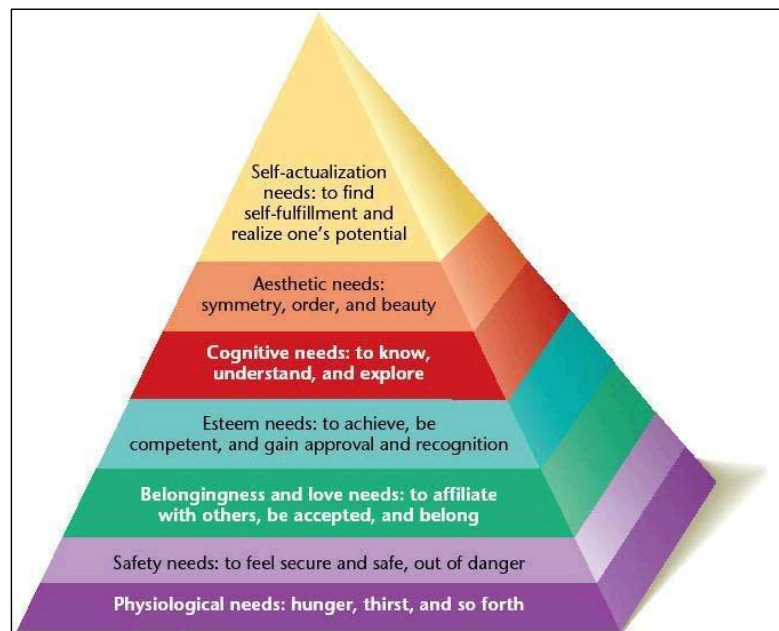 Self-actualization
needs: to find
self-fulfillment and
realize one's potential
Aesthetic needs:
symmetry, order, and beauty
Cognitive needs: to know,
understand, and explore
Esteem needs: to achieve, be
competent, and gain approval and recognition
Belongingness and love needs: to affiliate
with others, be accepted, and belong
Safety needs: to feel secure and safe, out of danger
Physiological needs: hunger, thirst, and so forth